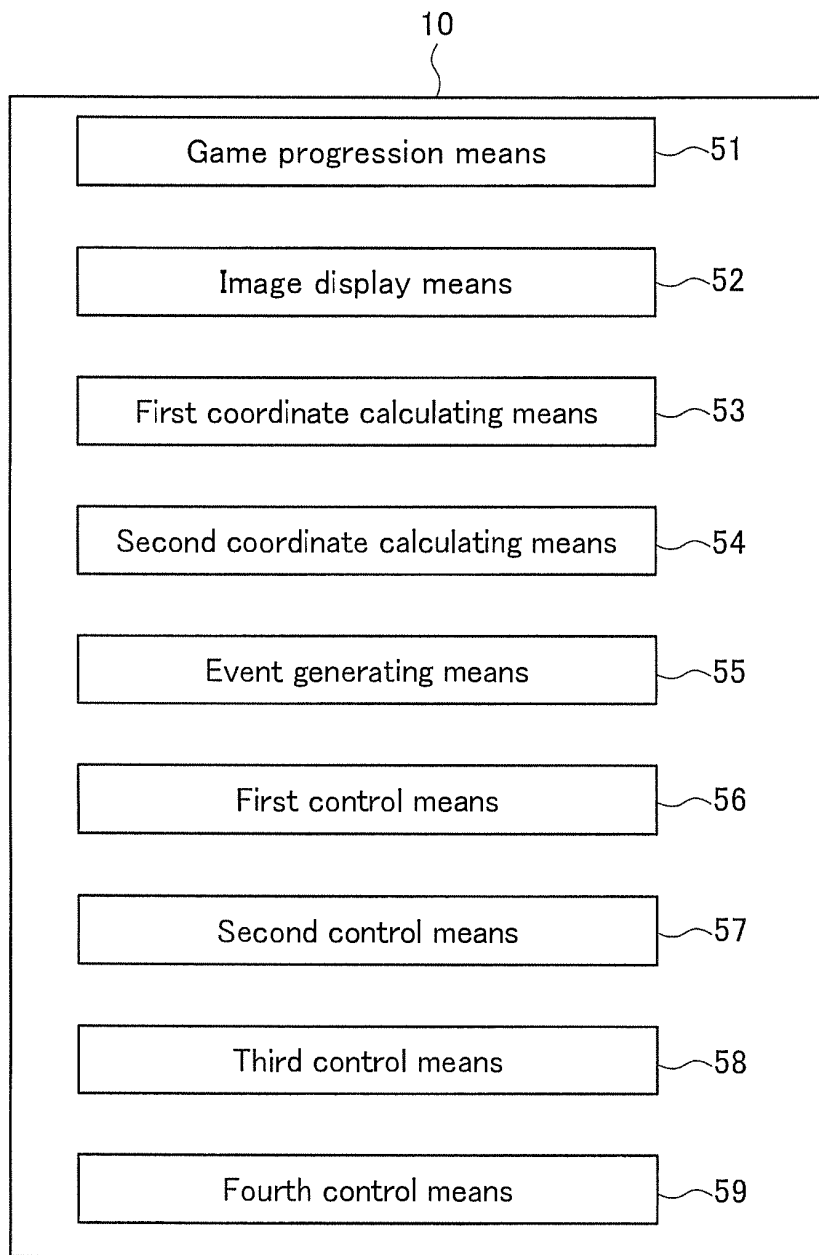 10
Game progression means 51
Image display means 52
First coordinate calculating means 53
Second coordinate calculating means 54
Event generating means 55
First control means 56
Second control means 57
Third control means 58
Fourth control means 59